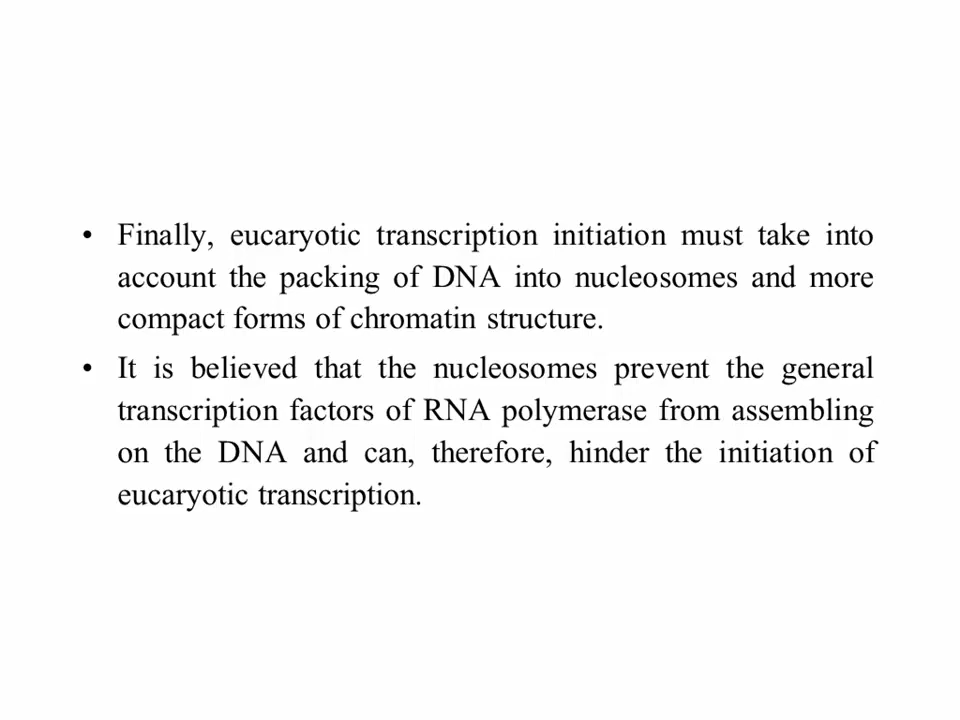 • Finally, eucaryotic transcription initiation must take into
account the packing of DNA into nucleosomes and more
compact forms of chromatin structure.
• It is believed that the nucleosomes prevent the general
transcription factors of RNA polymerase from assembling
on the DNA and can, therefore, hinder the initiation of
eucaryotic transcription.